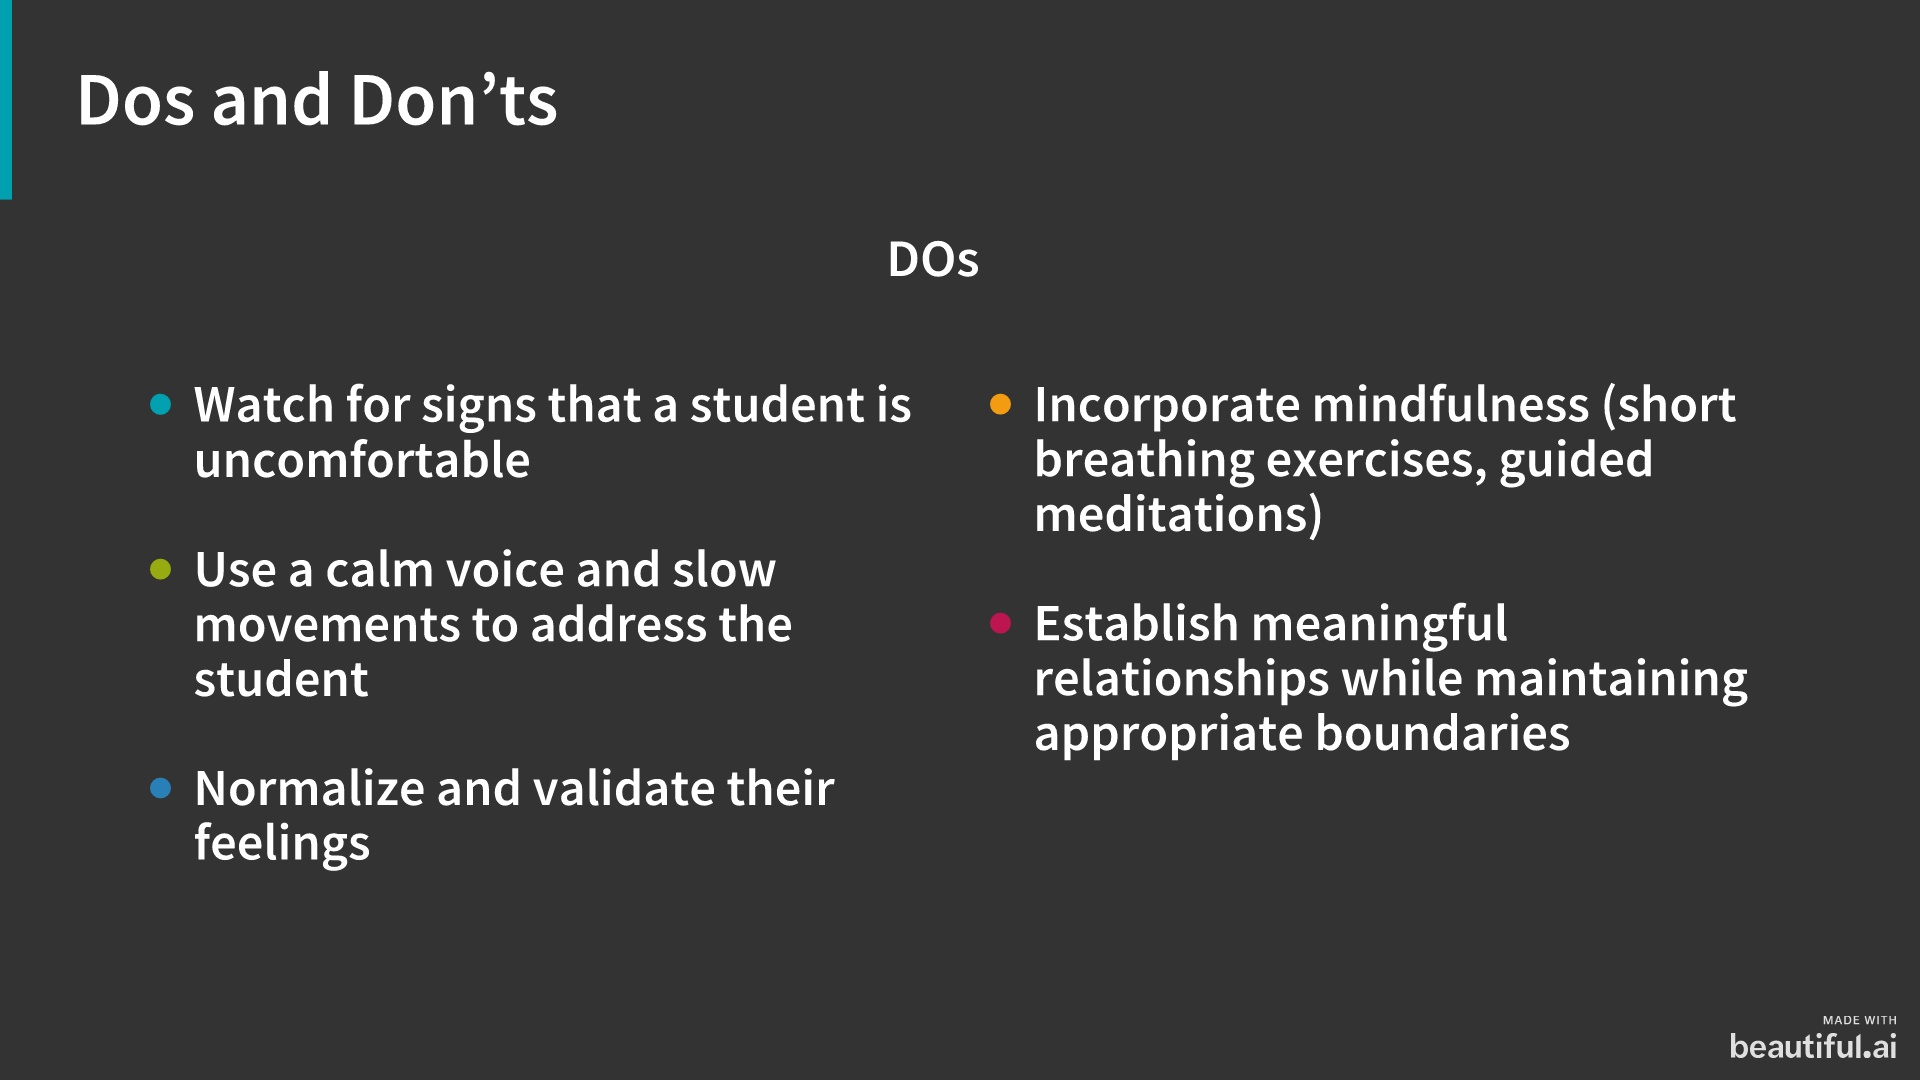 Dos and Don’ts
DOs
Watch for signs that a student is
uncomfortable
Use a calm voice and slow
movements to address the
student
Normalize and validate their
feelings
Incorporate mindfulness (short
breathing exercises, guided
meditations)
Establish meaningful
relationships while maintaining
appropriate boundaries
MADE WITH
beautiful.ai